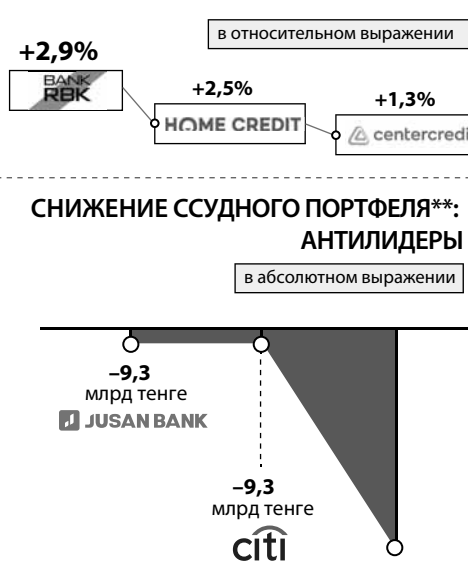 в относительном выражении
+2,9%
BANK
RBK
+2,5%
HOME CREDIT
+1,3%
centercredi
СНИЖЕНИЕ ССУДНОГО ПОРТФЕЛЯ**:
АНТИЛИДЕРЫ
в абсолютном выражении
–9,3
млрд тенге
JUSAN BANK
–9,3
млрд тенге
citi